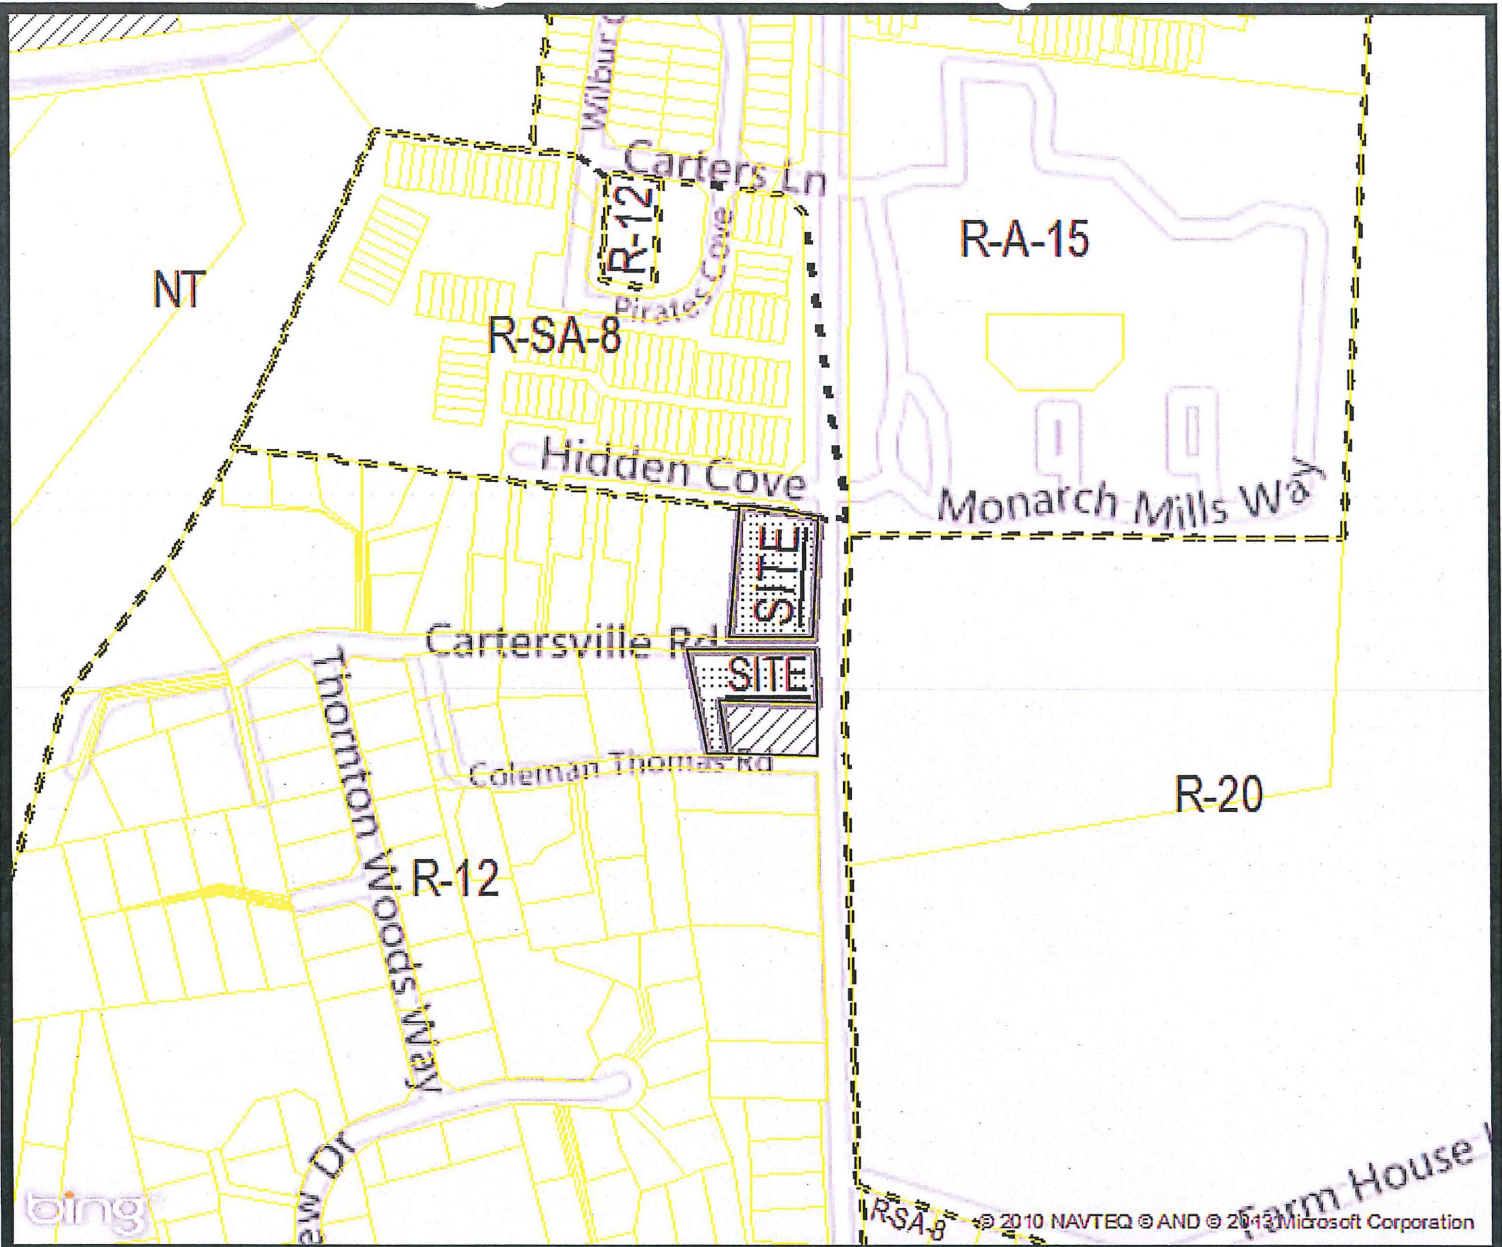 Wilbur
Carters Ln
R-12
R-A-15
Pirates Cove
NT
R-SA-8
Hidden Cove
Monarch Mills Way
SITE
Cartersville Rd
SITE
Thornton Woods Way
Coleman Thomas Rd
R-20
R-12
ew Dr
Farm House
R-SA-8
bing
© 2010 NAVTEQ © AND © 2013 Microsoft Corporation